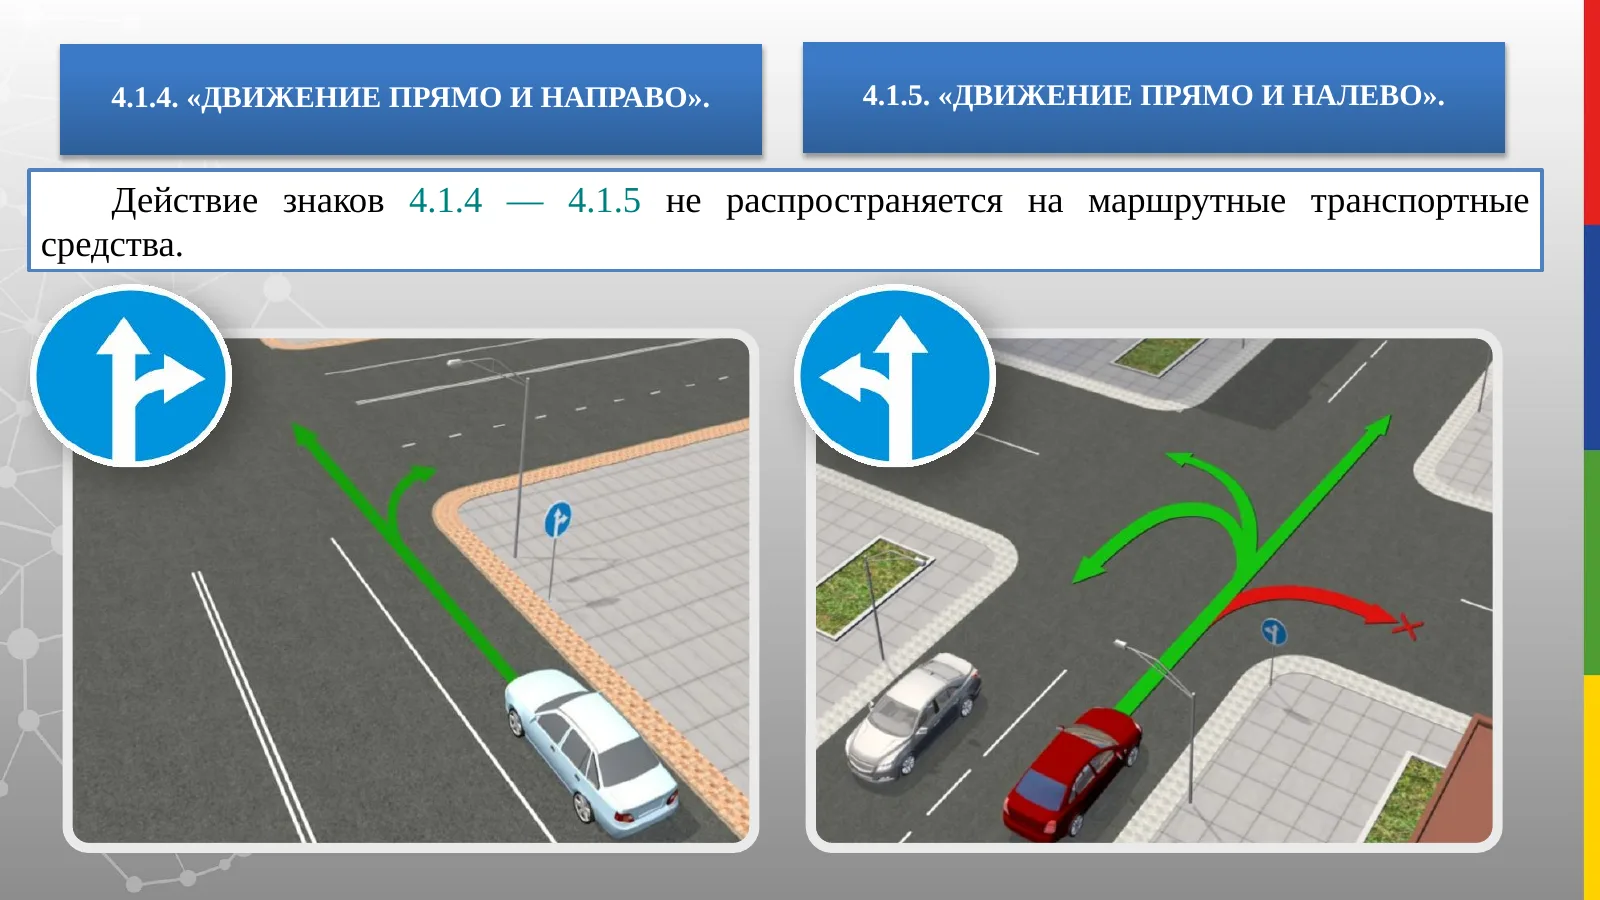 4.1.4. «ДВИЖЕНИЕ ПРЯМО И НАПРАВО».
4.1.5. «ДВИЖЕНИЕ ПРЯМО И НАЛЕВО».
Действие знаков 4.1.4 — 4.1.5 не распространяется на маршрутные транспортные
средства.